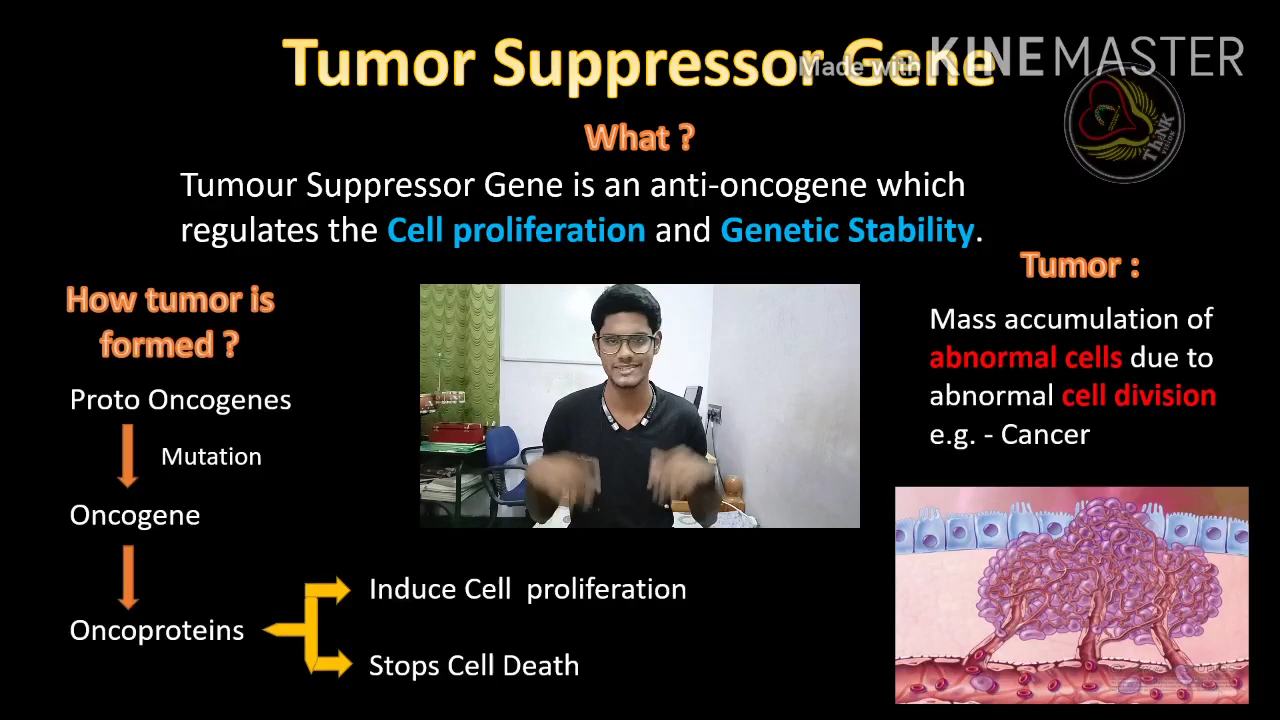 Tumor Suppressor Gene
Made with KINEMASTER
What ?
Tumour Suppressor Gene is an anti-oncogene which
regulates the Cell proliferation and Genetic Stability.
ThiNK
VISION
How tumor is
formed ?
Proto Oncogenes
Mutation
Oncogene
Oncoproteins
Induce Cell proliferation
Stops Cell Death
Tumor :
Mass accumulation of
abnormal cells due to
abnormal cell division
e.g. - Cancer